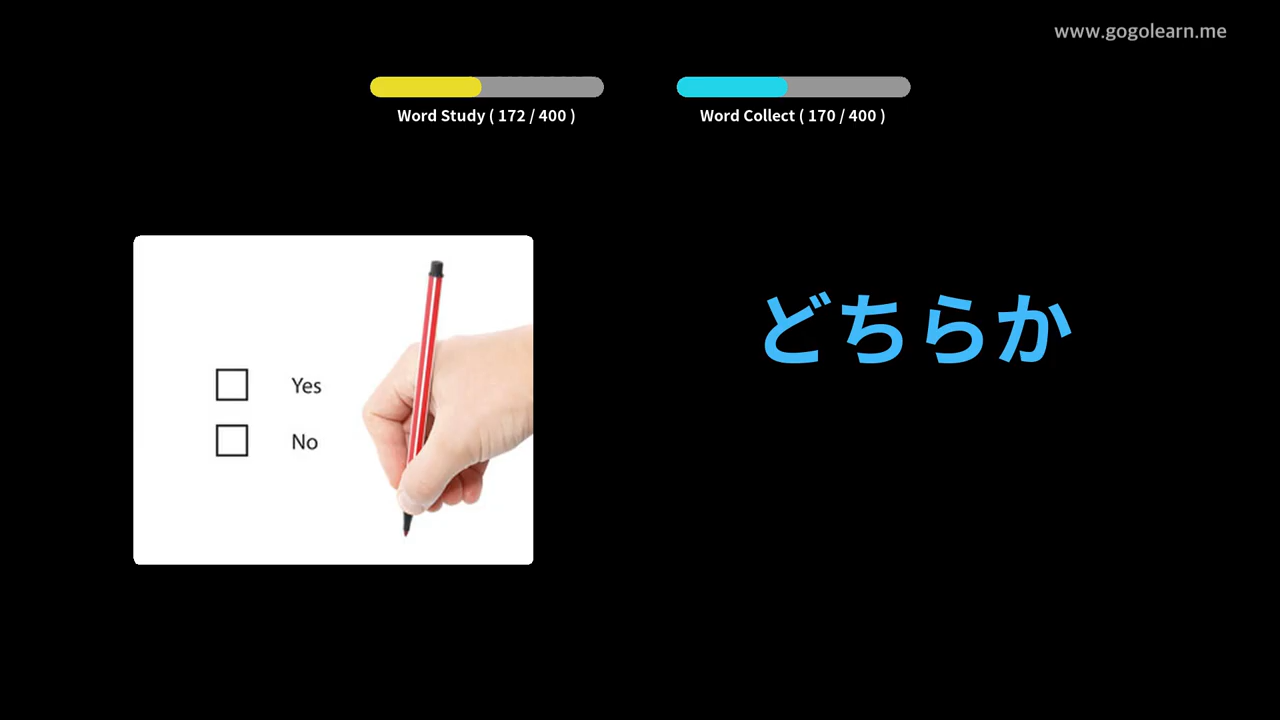 www.gogolearn.me
Word Study ( 172 / 400 )
Word Collect ( 170 / 400 )
どちらか
Yes
No